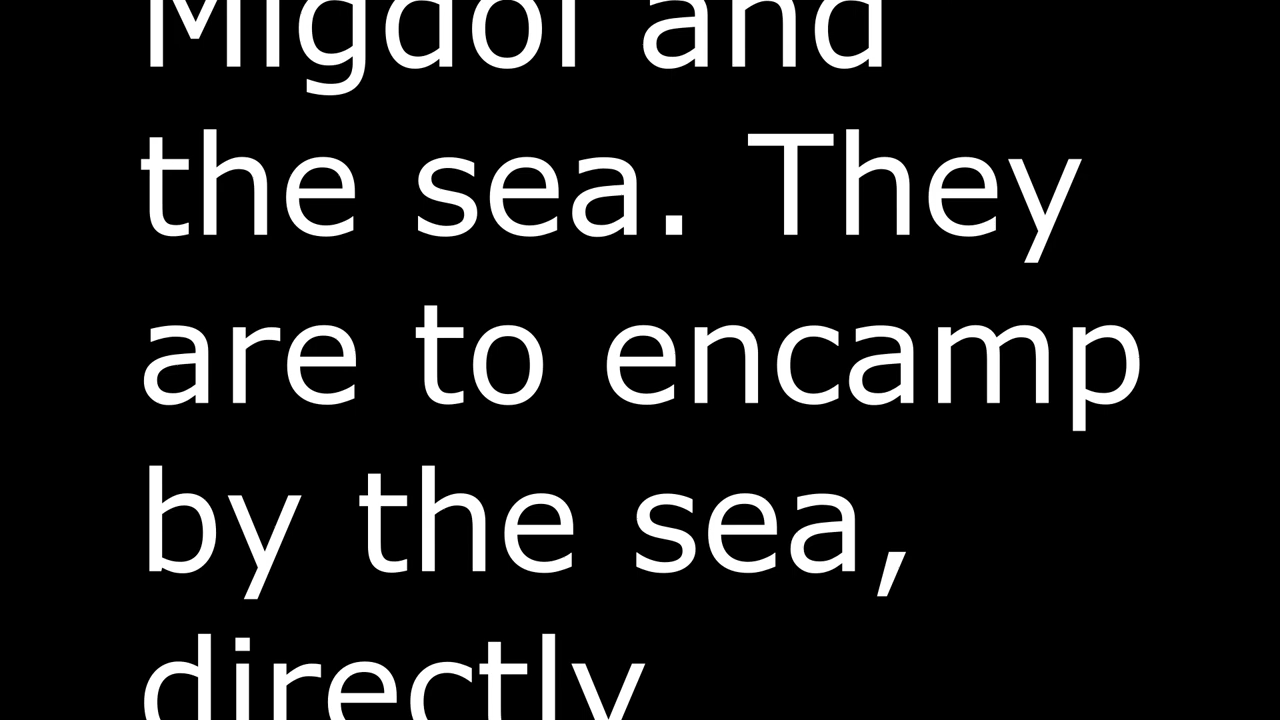 Migdol and
the sea. They
are to encamp
by the sea,
directly